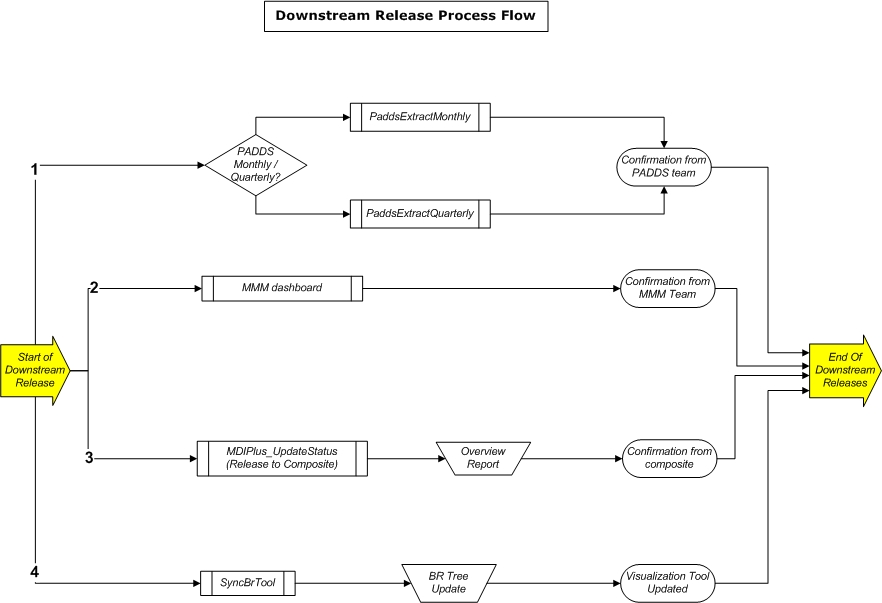 Downstream Release Process Flow
PaddsExtractMonthly
PADDS
Monthly /
Quarterly?
1
Confirmation from
PADDS team
PaddsExtractQuarterly
2
MMM dashboard
Confirmation from
MMM Team
Start of
Downstream
Release
End Of
Downstream
Releases
3
MDIPlus_UpdateStatus
(Release to Composite)
Overview
Report
Confirmation from
composite
4
SyncBrTool
BR Tree
Update
Visualization Tool
Updated